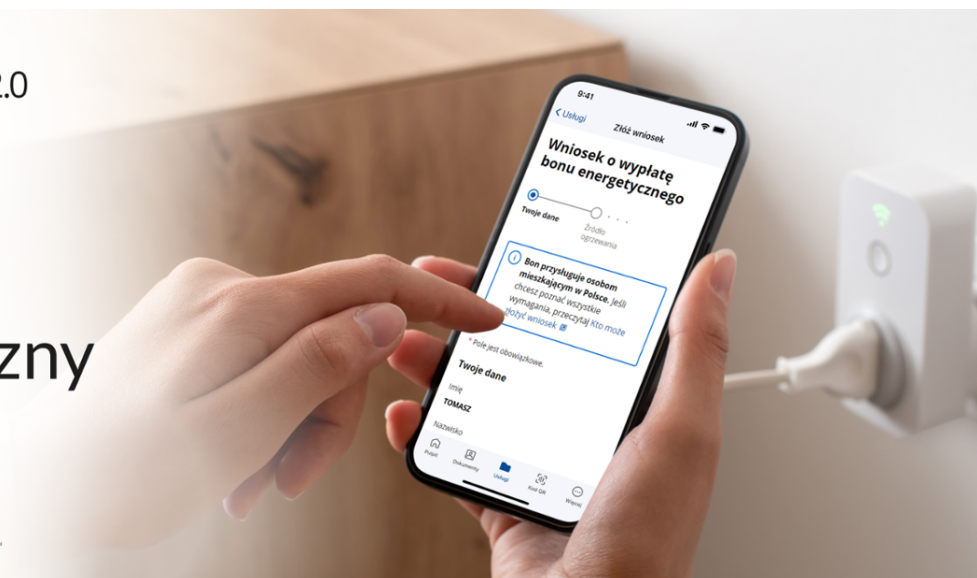 2.0
zny
9:41
Usługi
Złóż wniosek
Wniosek o wypłatę
bonu energetycznego
Twoje dane
Źródło
ogrzewania
Bon przysługuje osobom
mieszkającym w Polsce. Jeśli
chcesz poznać wszystkie
wymagania, przeczytaj Kto może
złożyć wniosek
* Pole jest obowiązkowe.
Twoje dane
Imię
TOMASZ
Nazwisko
Pulpit
Dokumenty
Usługi
Kod QR
Więcej